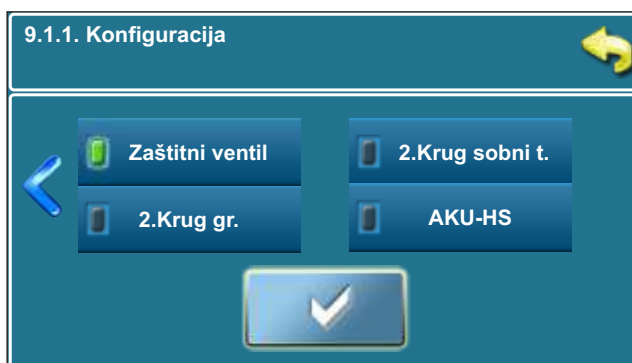 9.1.1. Konfiguracija
Zaštitni ventil
2.Krug sobni t.
2.Krug gr.
AKU-HS